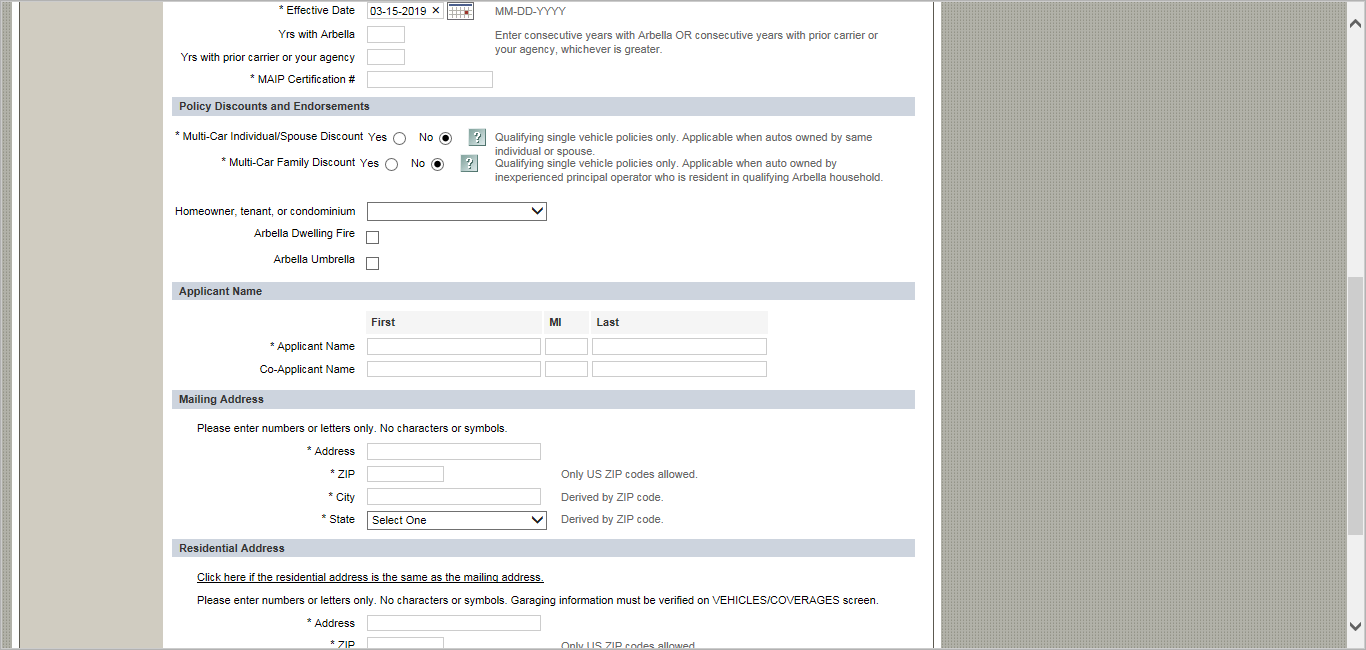 * Effective Date 03-15-2019 × MM-DD-YYYY
Yrs with Arbella Enter consecutive years with Arbella OR consecutive years with prior carrier or
your agency, whichever is greater.
Yrs with prior carrier or your agency
* MAIP Certification #
Policy Discounts and Endorsements
* Multi-Car Individual/Spouse Discount Yes No ? Qualifying single vehicle policies only. Applicable when autos owned by same
individual or spouse.
* Multi-Car Family Discount Yes No ? Qualifying single vehicle policies only. Applicable when auto owned by
inexperienced principal operator who is resident in qualifying Arbella household.
Homeowner, tenant, or condominium
Arbella Dwelling Fire
Arbella Umbrella
Applicant Name
First MI Last
* Applicant Name
Co-Applicant Name
Mailing Address
Please enter numbers or letters only. No characters or symbols.
* Address
* ZIP Only US ZIP codes allowed.
* City Derived by ZIP code.
* State Select One Derived by ZIP code.
Residential Address
Click here if the residential address is the same as the mailing address.
Please enter numbers or letters only. No characters or symbols. Garaging information must be verified on VEHICLES/COVERAGES screen.
* Address
* ZIP Only US ZIP codes allowed.